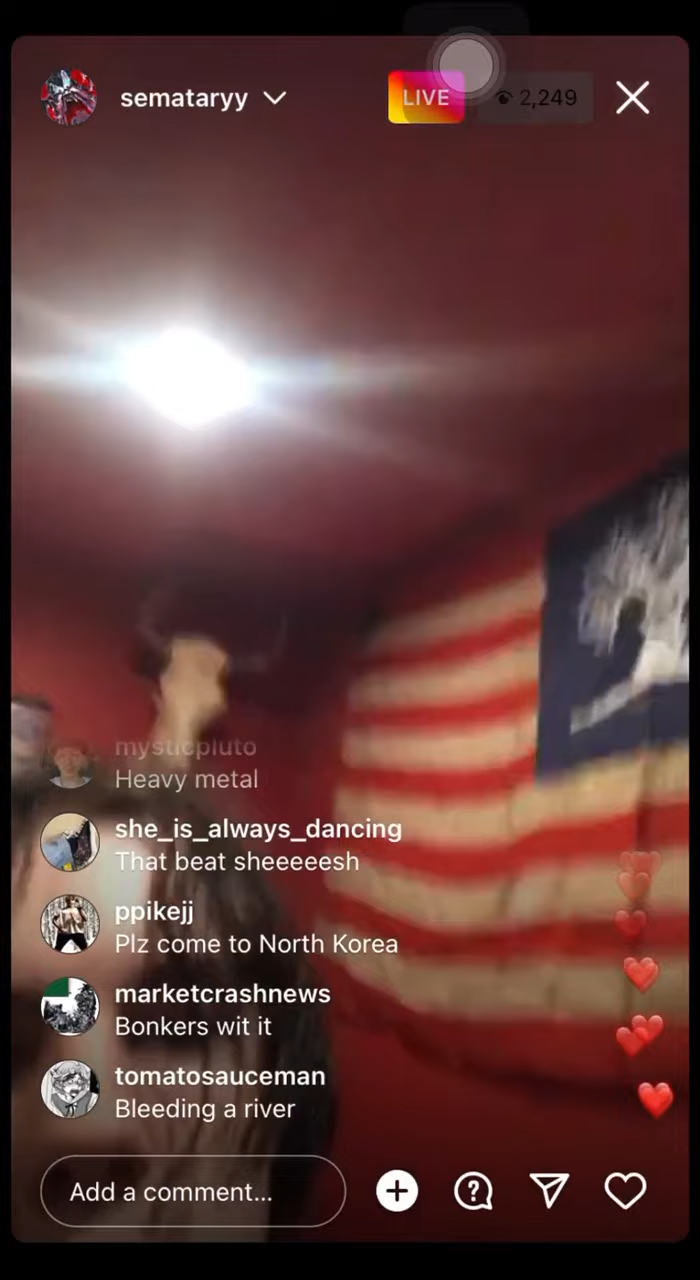 semataryy
LIVE
2,249
mysticpluto
Heavy metal
she_is_always_dancing
That beat sheeeeesh
ppikejj
Plz come to North Korea
marketcrashnews
Bonkers wit it
tomatosauceman
Bleeding a river
Add a comment...